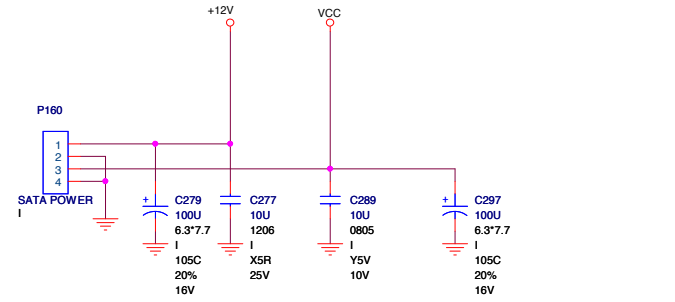 +12V
VCC
P160
1
2
3
4
SATA POWER
I
+
C279
100U
6.3*7.7
I
105C
20%
16V
C277
10U
1206
I
X5R
25V
C289
10U
0805
I
Y5V
10V
+
C297
100U
6.3*7.7
I
105C
20%
16V